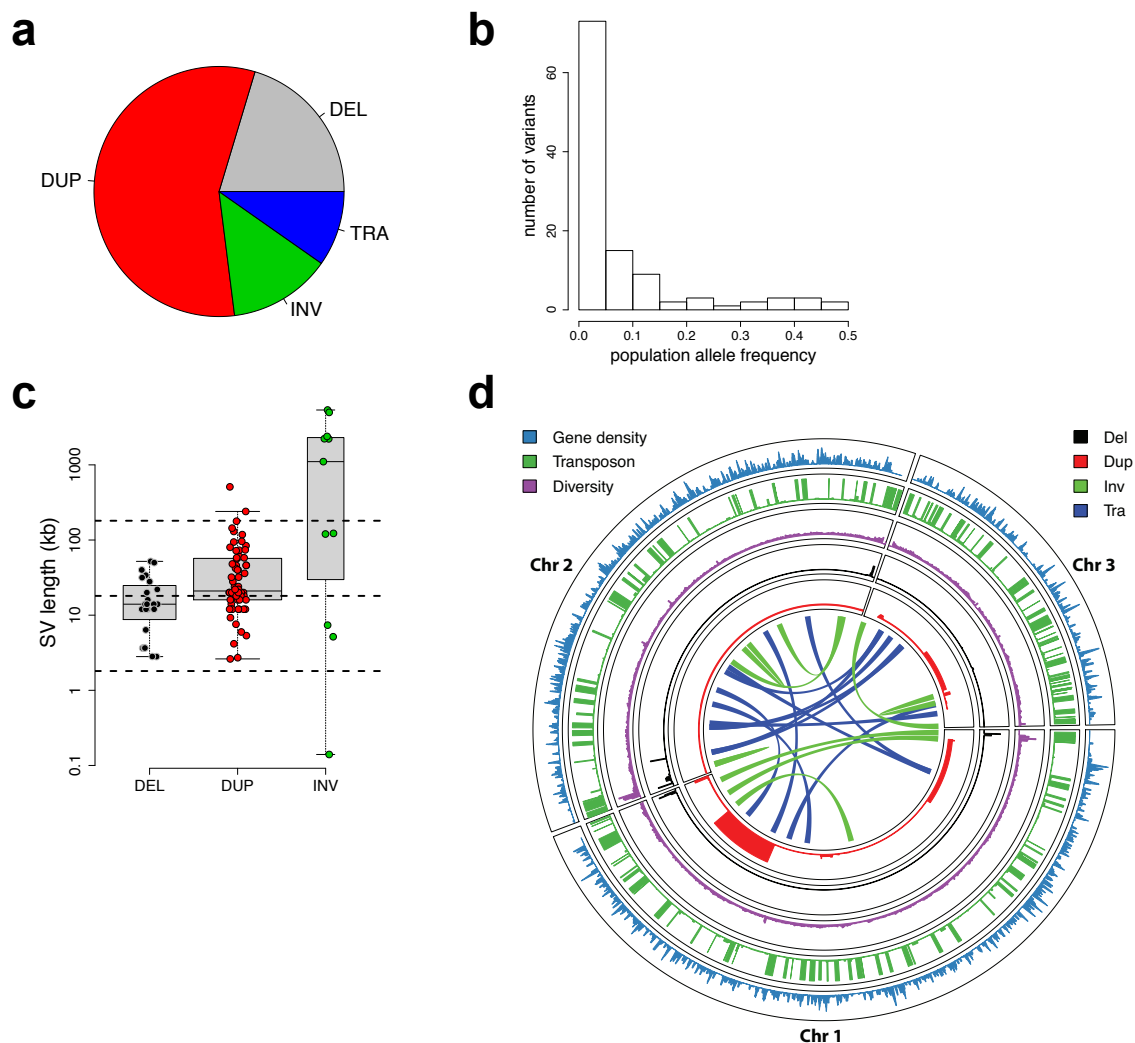 a
DEL
DUP
TRA
INV
b
number of variants
60
40
20
0
0.0 0.1 0.2 0.3 0.4 0.5
population allele frequency
c
SV length (kb)
1000
100
10
1
0.1
DEL DUP INV
d
Gene density
Transposon
Diversity
Del
Dup
Inv
Tra
Chr 2
Chr 3
Chr 1